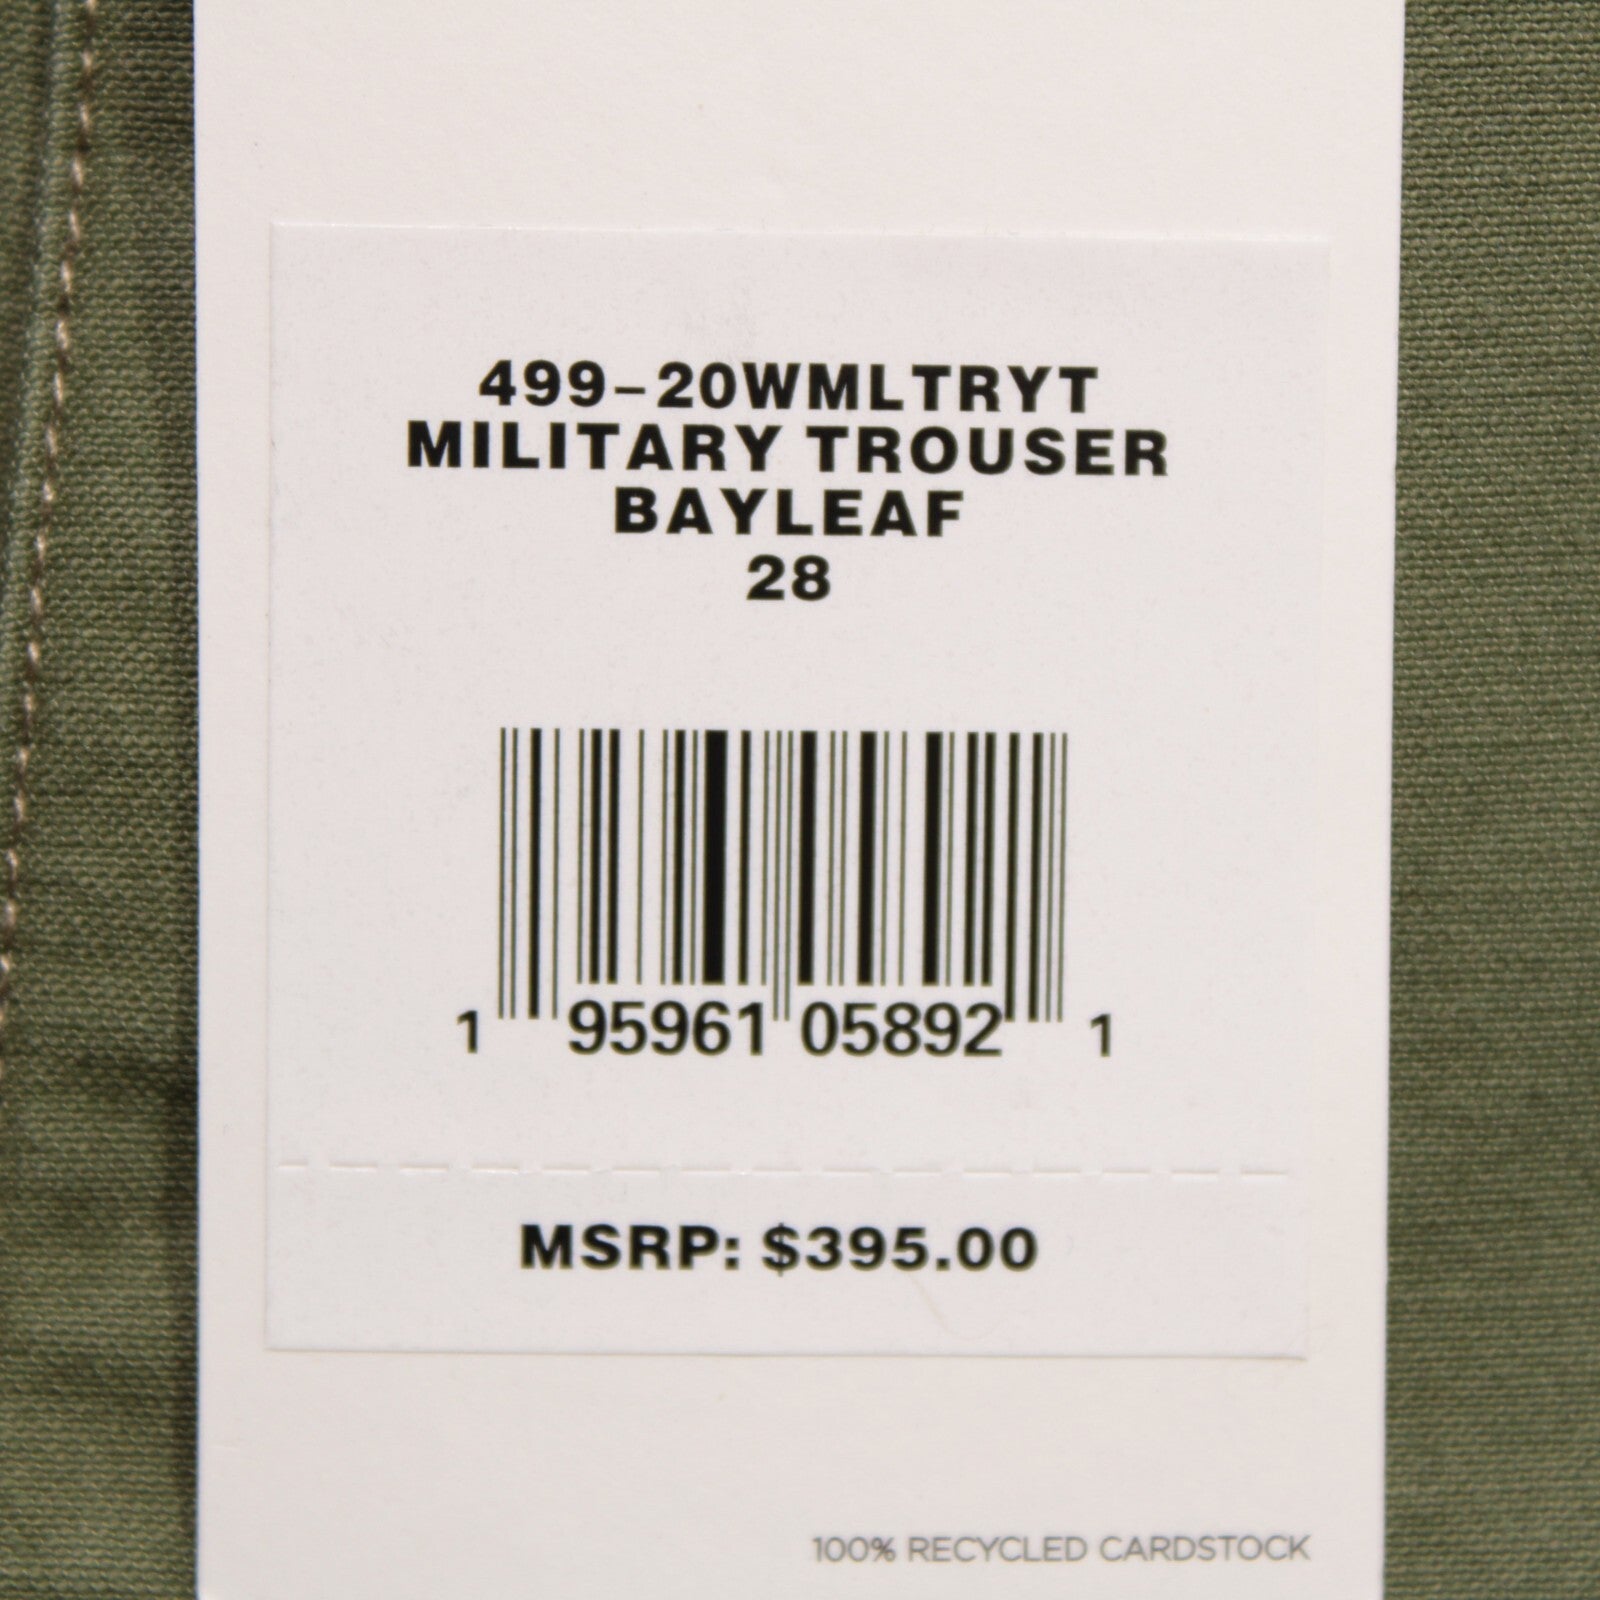 499-20WMLTRYT
MILITARY TROUSER
BAYLEAF
28
1 95961 05892 1
MSRP: $395.00
100% RECYCLED CARDSTOCK